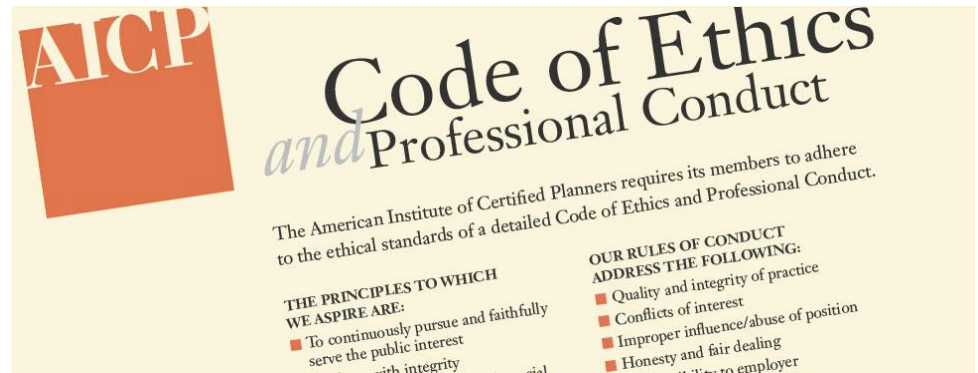 AICP
Code of Ethics
and Professional Conduct
The American Institute of Certified Planners requires its members to adhere
to the ethical standards of a detailed Code of Ethics and Professional Conduct.
THE PRINCIPLES TO WHICH
WE ASPIRE ARE:
To continuously pursue and faithfully
serve the public interest
with integrity
OUR RULES OF CONDUCT
ADDRESS THE FOLLOWING:
Quality and integrity of practice
Conflicts of interest
Improper influence/abuse of position
Honesty and fair dealing
to employer